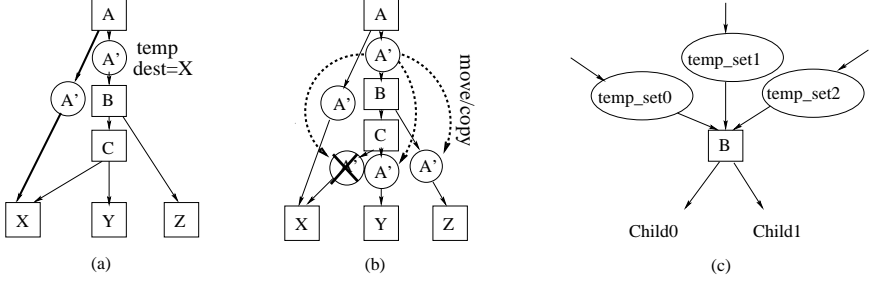 A
A'
temp
dest=X
A'
B
C
X
Y
Z
(a)
A
A'
move/copy
A'
B
C
A'
A'
A'
X
Y
Z
(b)
temp_set1
temp_set0
temp_set2
B
Child0
Child1
(c)